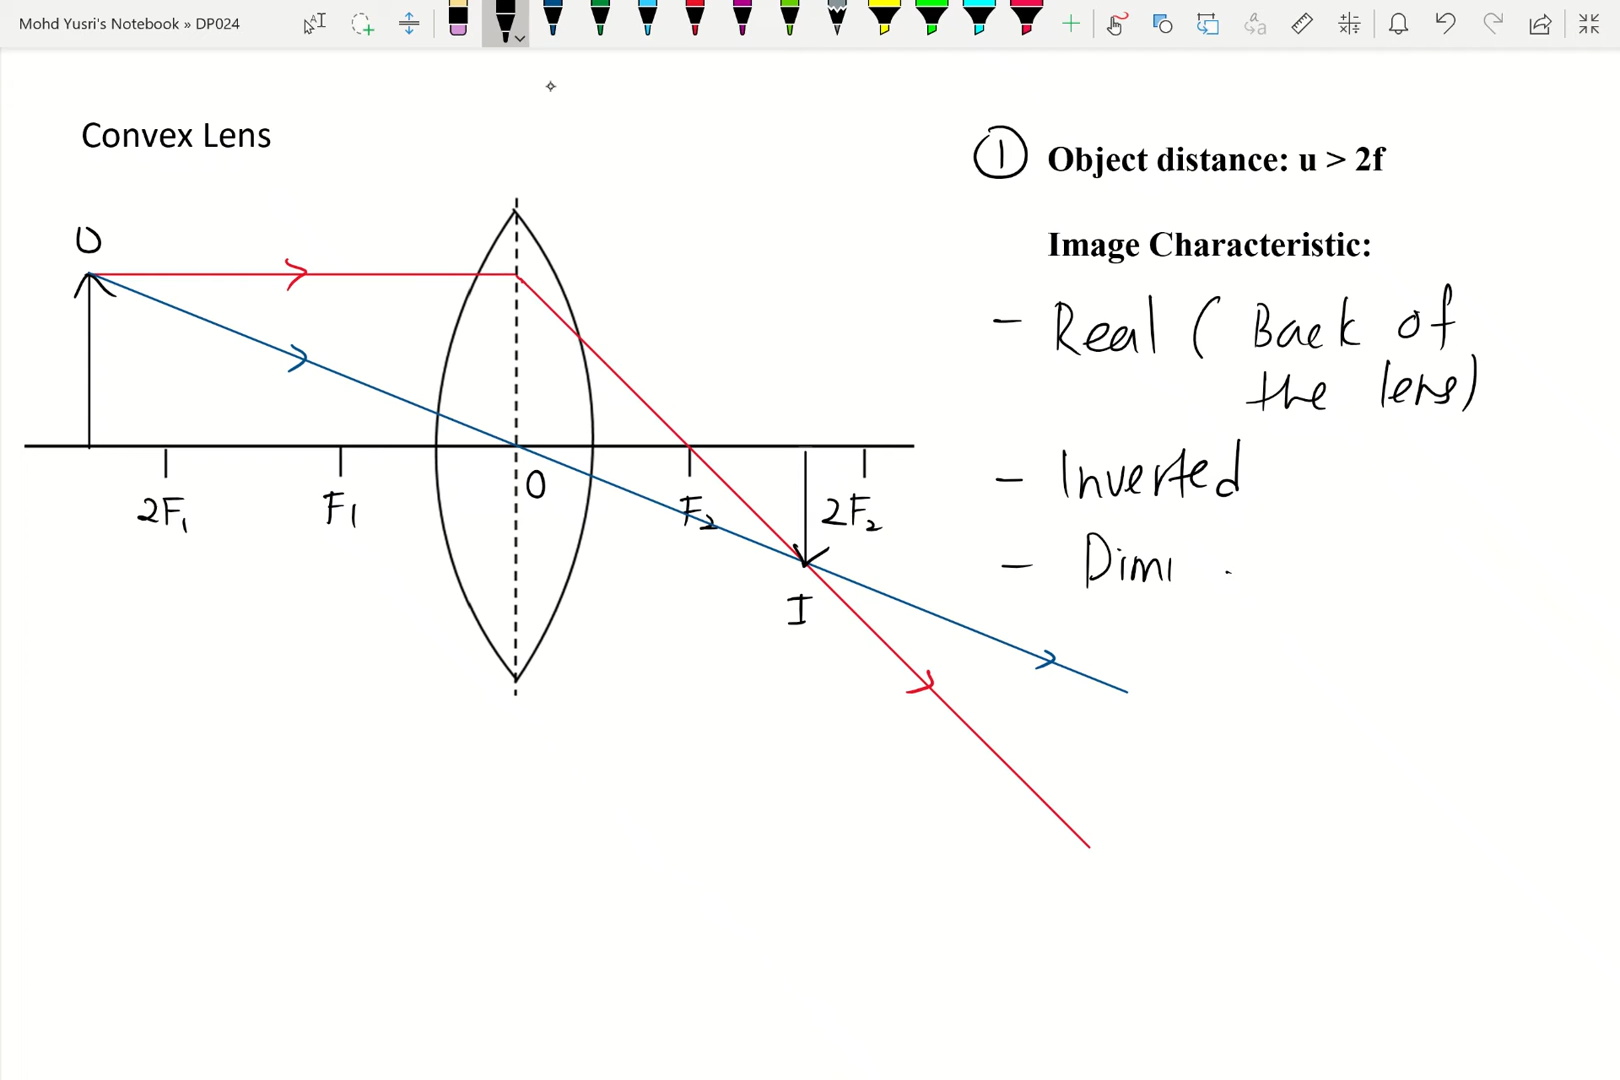 Mohd Yusri's Notebook » DP024
Convex Lens
① Object distance: u > 2f
Image Characteristic:
- Real ( Back of
the lens)
- Inverted
- Dimi
O
O
2F₁
F₁
F₂
2F₂
I